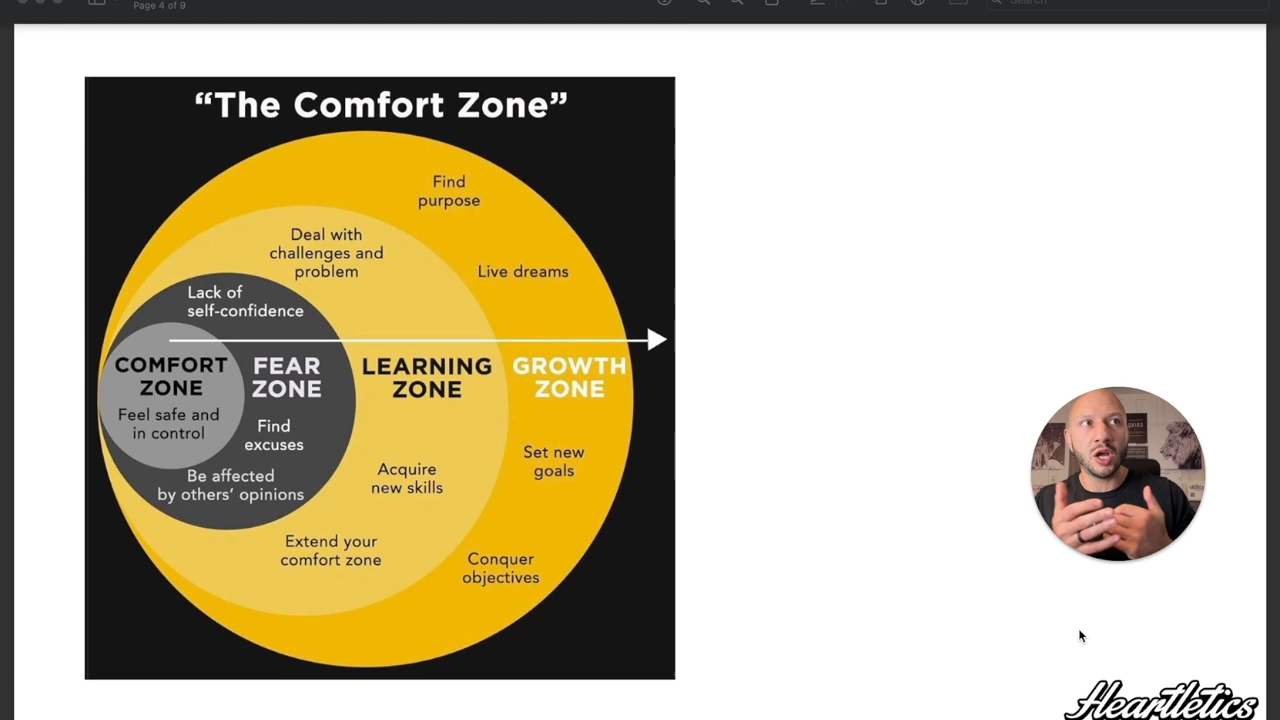 Page 4 of 9
Search
“The Comfort Zone”
Find
purpose
Deal with
challenges and
problem
Live dreams
Lack of
self-confidence
COMFORT
ZONE
Feel safe and
in control
FEAR
ZONE
Find
excuses
Be affected
by others’ opinions
LEARNING
ZONE
Acquire
new skills
Extend your
comfort zone
GROWTH
ZONE
Set new
goals
Conquer
objectives
Heartletics